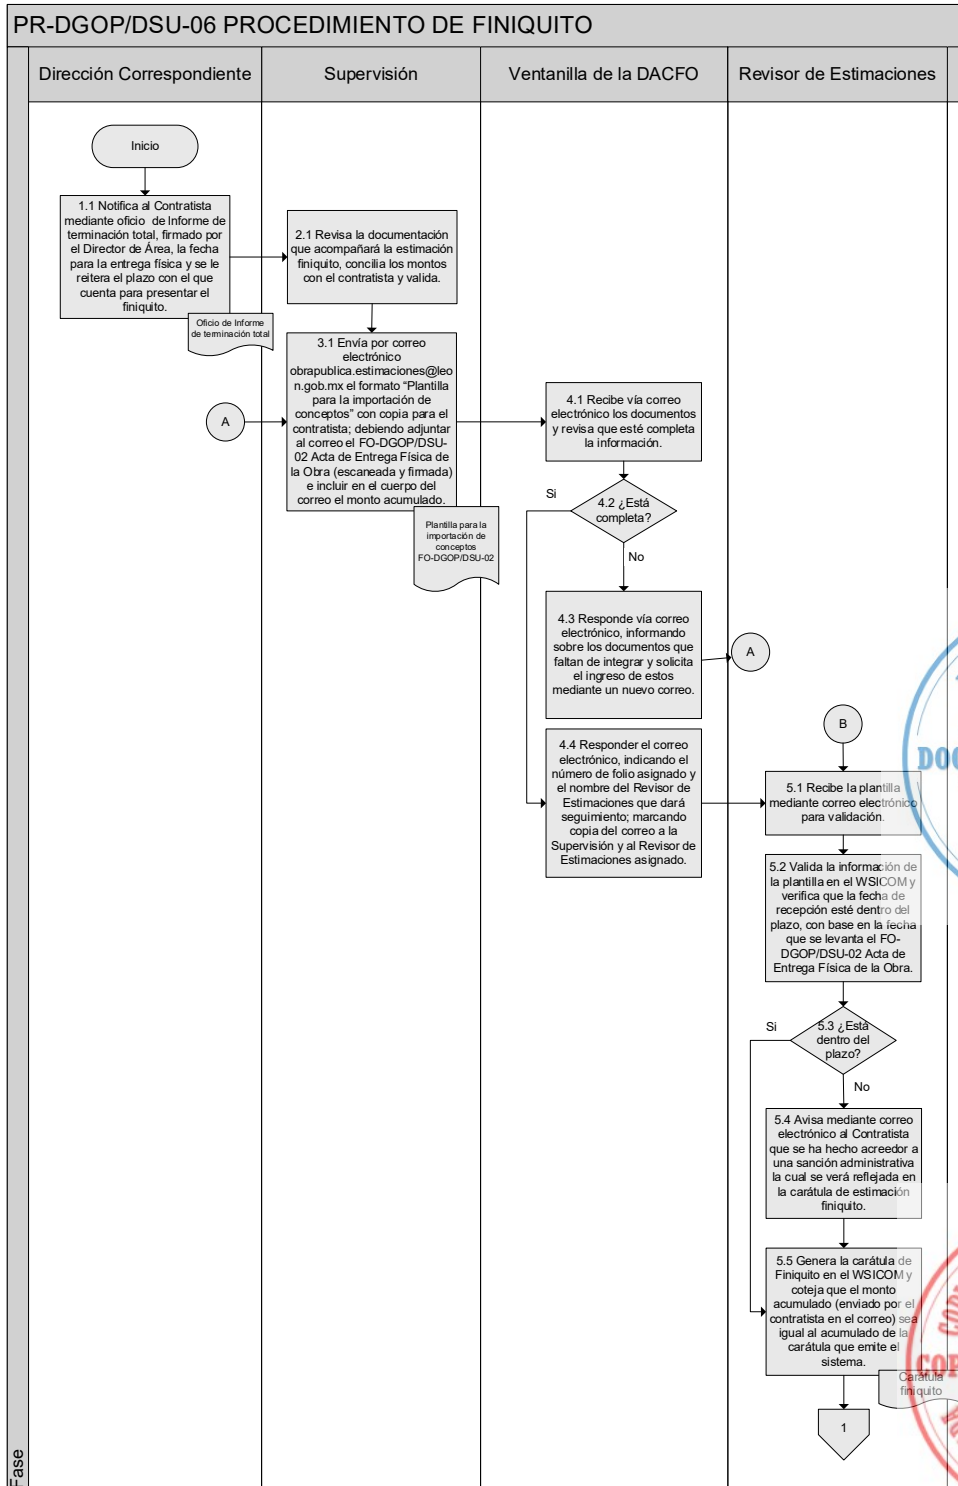 PR-DGOP/DSU-06 PROCEDIMIENTO DE FINIQUITO
Dirección Correspondiente
Supervisión
Ventanilla de la DACFO
Revisor de Estimaciones
Inicio
1.1 Notifica al Contratista
mediante oficio de Informe de
terminación total, firmado por
el Director de Área, la fecha
para la entrega física y se le
reitera el plazo con el que
cuenta para presentar el
finiquito.
Oficio de Informe
de terminación total
2.1 Revisa la documentación
que acompañará la estimación
finiquito, concilia los montos
con el contratista y valida.
A
3.1 Envía por correo
electrónico
obrapublica.estimaciones@leo
n.gob.mx el formato “Plantilla
para la importación de
conceptos” con copia para el
contratista; debiendo adjuntar
al correo el FO-DGOP/DSU-
02 Acta de Entrega Física de
la Obra (escaneada y firmada)
e incluir en el cuerpo del
correo el monto acumulado.
Plantilla para la
importación de
conceptos
FO-DGOP/DSU-02
4.1 Recibe vía correo
electrónico los documentos
y revisa que esté completa
la información.
Si
4.2 ¿Está
completa?
No
4.3 Responde vía correo
electrónico, informando
sobre los documentos que
faltan de integrar y solicita
el ingreso de estos
mediante un nuevo correo.
A
4.4 Responder el correo
electrónico, indicando el
número de folio asignado y
el nombre del Revisor de
Estimaciones que dará
seguimiento; marcando
copia del correo a la
Supervisión y al Revisor de
Estimaciones asignado.
B
5.1 Recibe la plantilla
mediante correo electrónico
para validación.
5.2 Valida la información de
la plantilla en el WSICOM y
verifica que la fecha de
recepción esté dentro del
plazo, con base en la fecha
que se levanta el FO-
DGOP/DSU-02 Acta de
Entrega Física de la Obra.
Si
5.3 ¿Está
dentro del
plazo?
No
5.4 Avisa mediante correo
electrónico al Contratista
que se ha hecho acreedor a
una sanción administrativa
la cual se verá reflejada en
la carátula de estimación
finiquito.
5.5 Genera la carátula de
Finiquito en el WSICOM y
coteja que el monto
acumulado (enviado por el
contratista en el correo) sea
igual al acumulado de la
carátula que emite el
sistema.
Carátula
finiquito
1
Fase